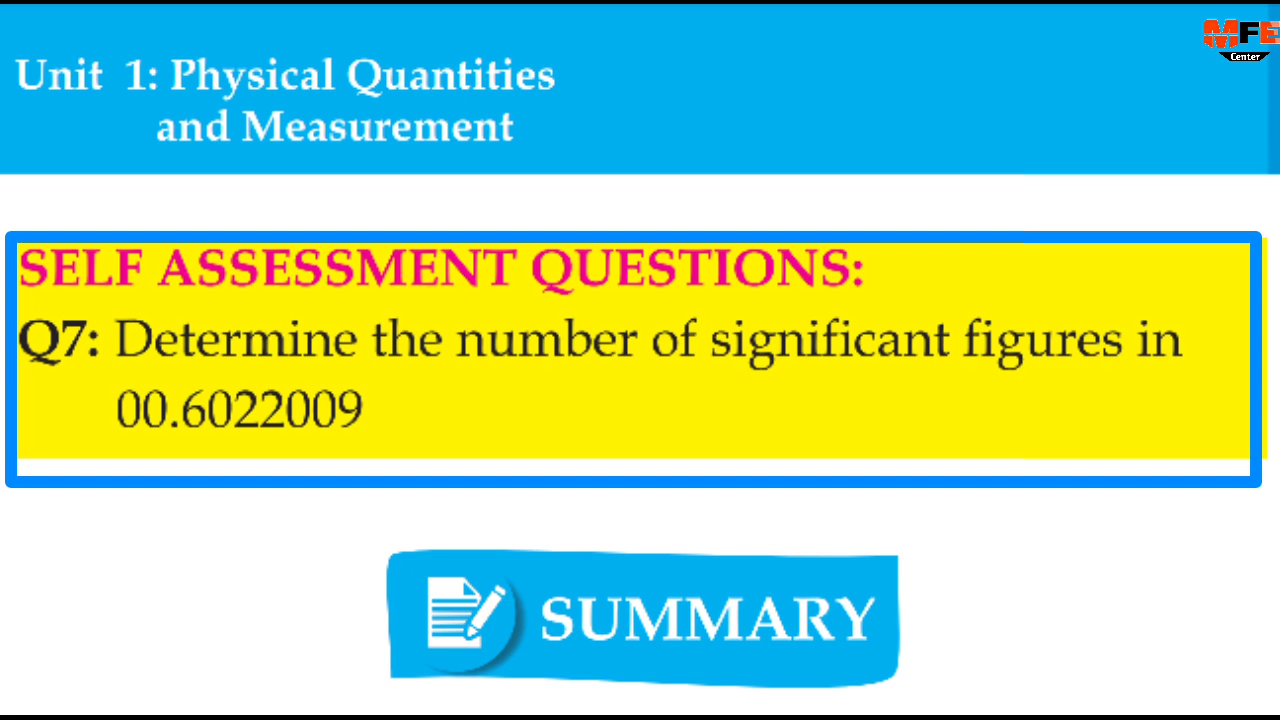 MFE
Center
Unit 1: Physical Quantities
and Measurement
SELF ASSESSMENT QUESTIONS:
Q7: Determine the number of significant figures in
00.6022009
SUMMARY